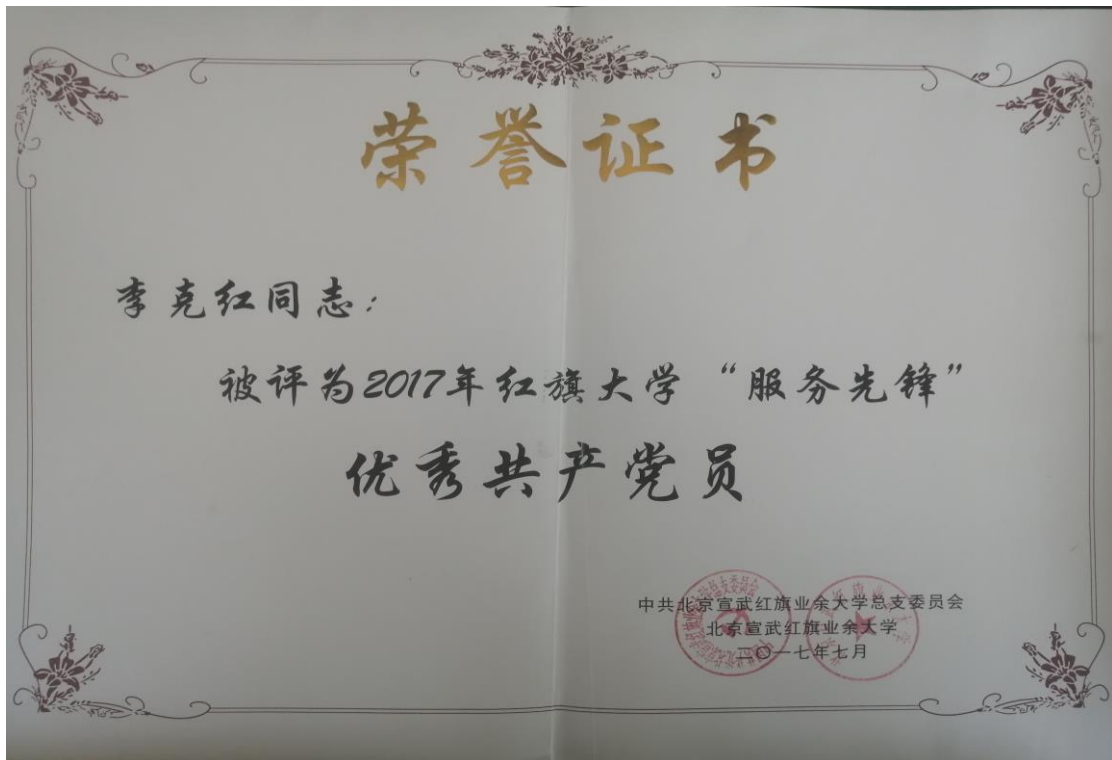 荣誉证书
李克红同志：
被评为2017年红旗大学“服务先锋”
优秀共产党员
中共北京宣武红旗业余大学总支委员会
北京宣武红旗业余大学
二〇一七年七月